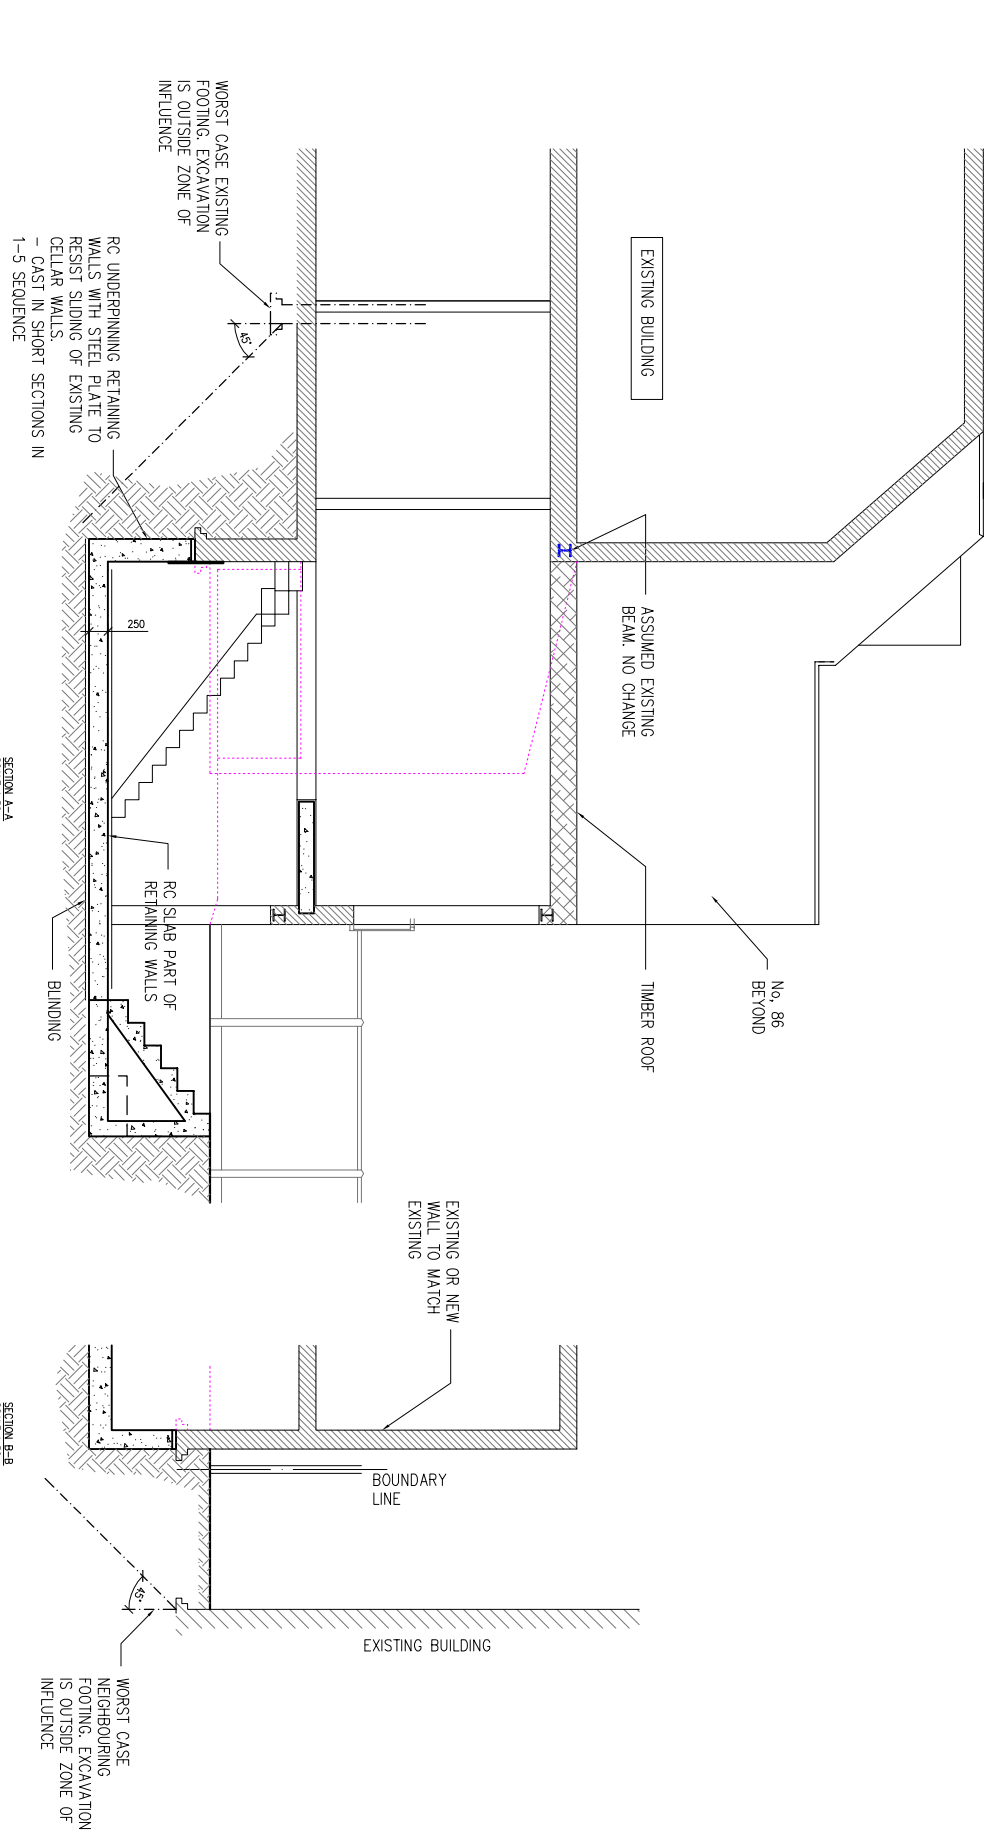 EXISTING BUILDING
WORST CASE EXISTING
FOOTING. EXCAVATION
IS OUTSIDE ZONE OF
INFLUENCE
45°
RC UNDERPINNING RETAINING
WALLS WITH STEEL PLATE TO
RESIST SLIDING OF EXISTING
CELLAR WALLS.
- CAST IN SHORT SECTIONS IN
1-5 SEQUENCE
250
ASSUMED EXISTING
BEAM. NO CHANGE
No, 86
BEYOND
TIMBER ROOF
RC SLAB PART OF
RETAINING WALLS
BLINDING
SECTION A-A
EXISTING OR NEW
WALL TO MATCH
EXISTING
BOUNDARY
LINE
EXISTING BUILDING
45°
WORST CASE
NEIGHBOURING
FOOTING. EXCAVATION
IS OUTSIDE ZONE OF
INFLUENCE
SECTION B-B